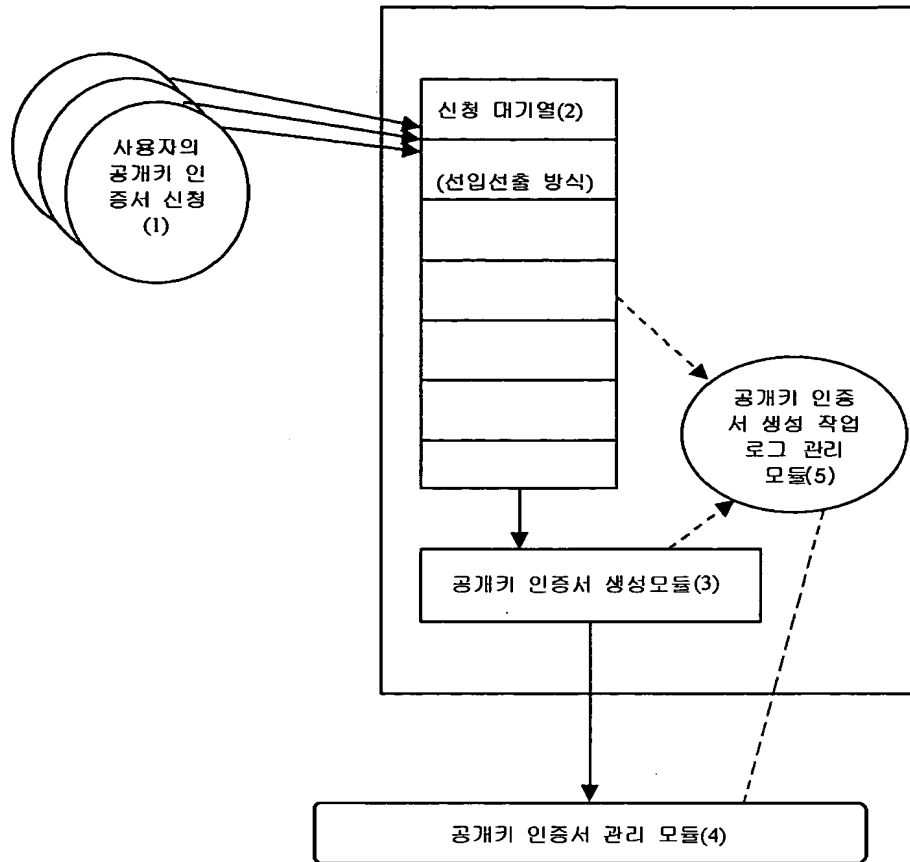 신청 대기열(2)
(선입선출 방식)
사용자의
공개키 인
증서 신청
(1)
공개키 인증
서 생성 작업
로그 관리
모듈(5)
공개키 인증서 생성모듈(3)
공개키 인증서 관리 모듈(4)